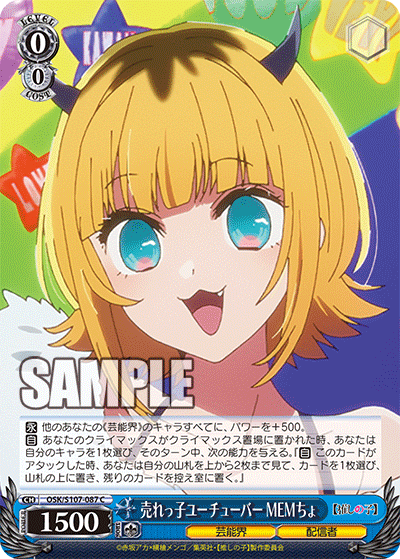 LEVEL
0
0
COST
KAWAII
LOVE
SAMPLE
永 他のあなたの《芸能界》のキャラすべてに、パワーを＋500。
自 あなたのクライマックスがクライマックス置場に置かれた時、あなたは
自分のキャラを1枚選び、そのターン中、次の能力を与える。『自 このカードが
アタックした時、あなたは自分の山札を上から2枚まで見て、カードを1枚選び、
山札の上に置き、残りのカードを控え室に置く。』
CH OSK/S107-087 C
1500
売れっ子ユーチューバー MEMちょ
【推しの子】
芸能界
配信者
©赤坂アカ×横槍メンゴ／集英社・【推しの子】製作委員会